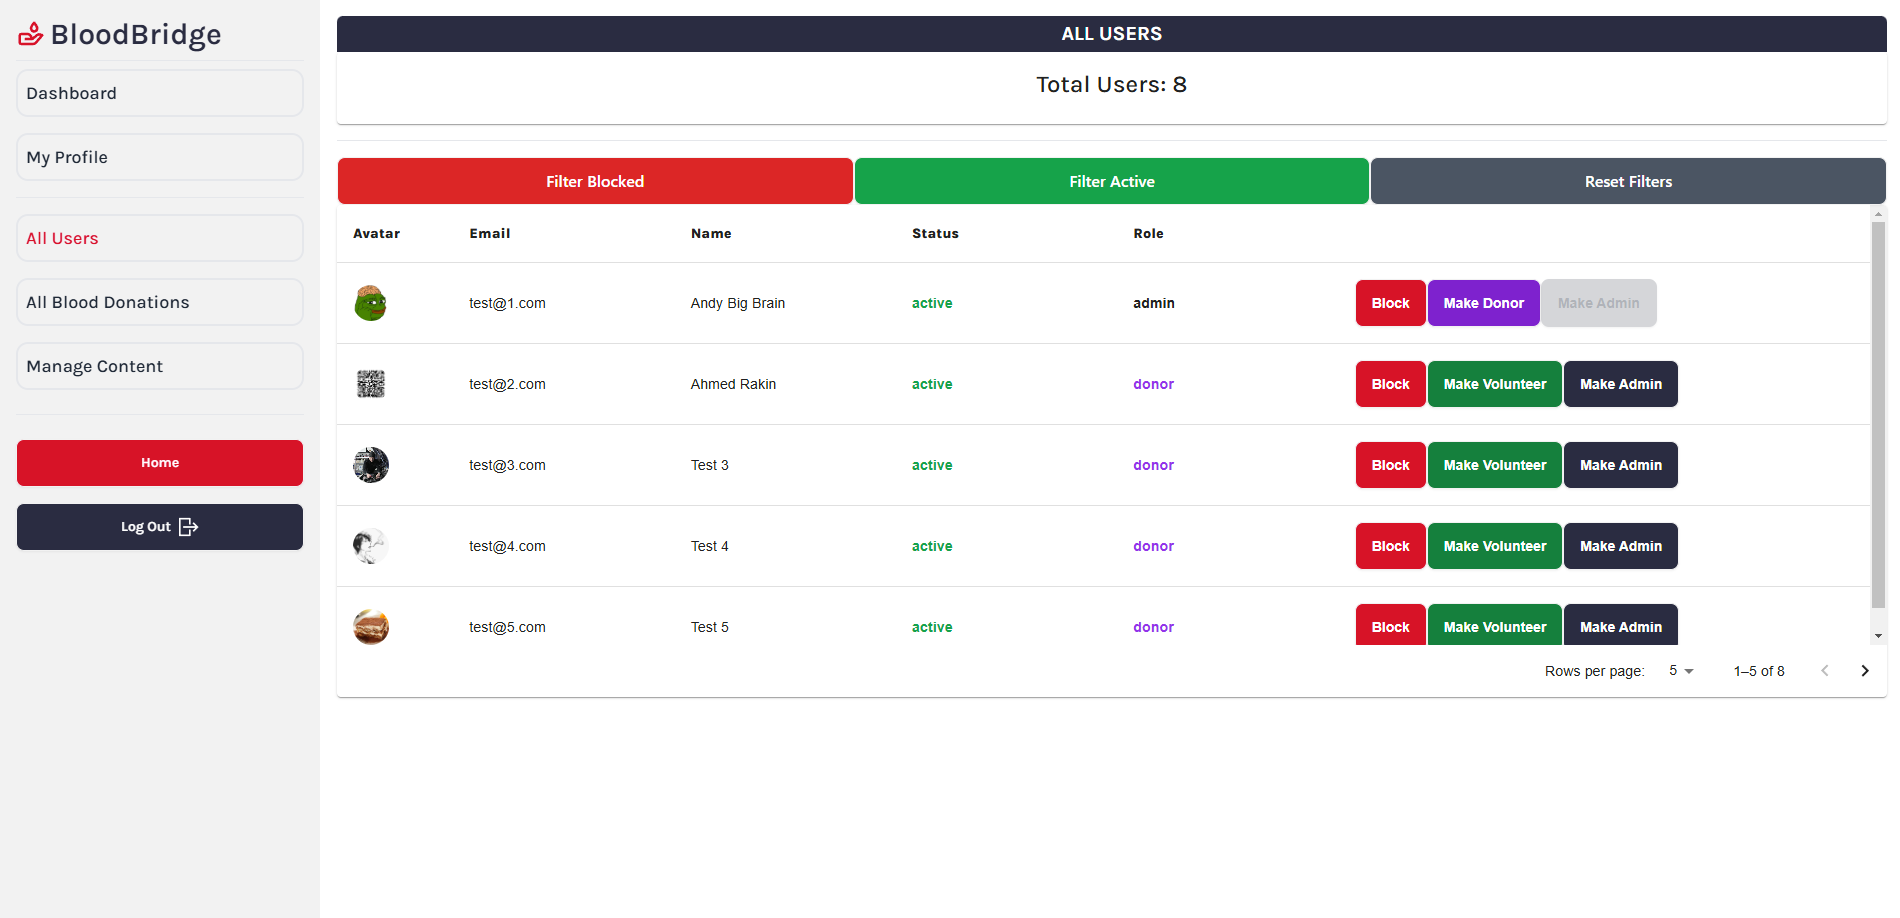 BloodBridge
Dashboard
My Profile
All Users
All Blood Donations
Manage Content
Home
Log Out
ALL USERS
Total Users: 8
Filter Blocked Filter Active Reset Filters
Avatar Email Name Status Role
test@1.com Andy Big Brain active admin Block Make Donor Make Admin
test@2.com Ahmed Rakin active donor Block Make Volunteer Make Admin
test@3.com Test 3 active donor Block Make Volunteer Make Admin
test@4.com Test 4 active donor Block Make Volunteer Make Admin
test@5.com Test 5 active donor Block Make Volunteer Make Admin
Rows per page: 5 1–5 of 8